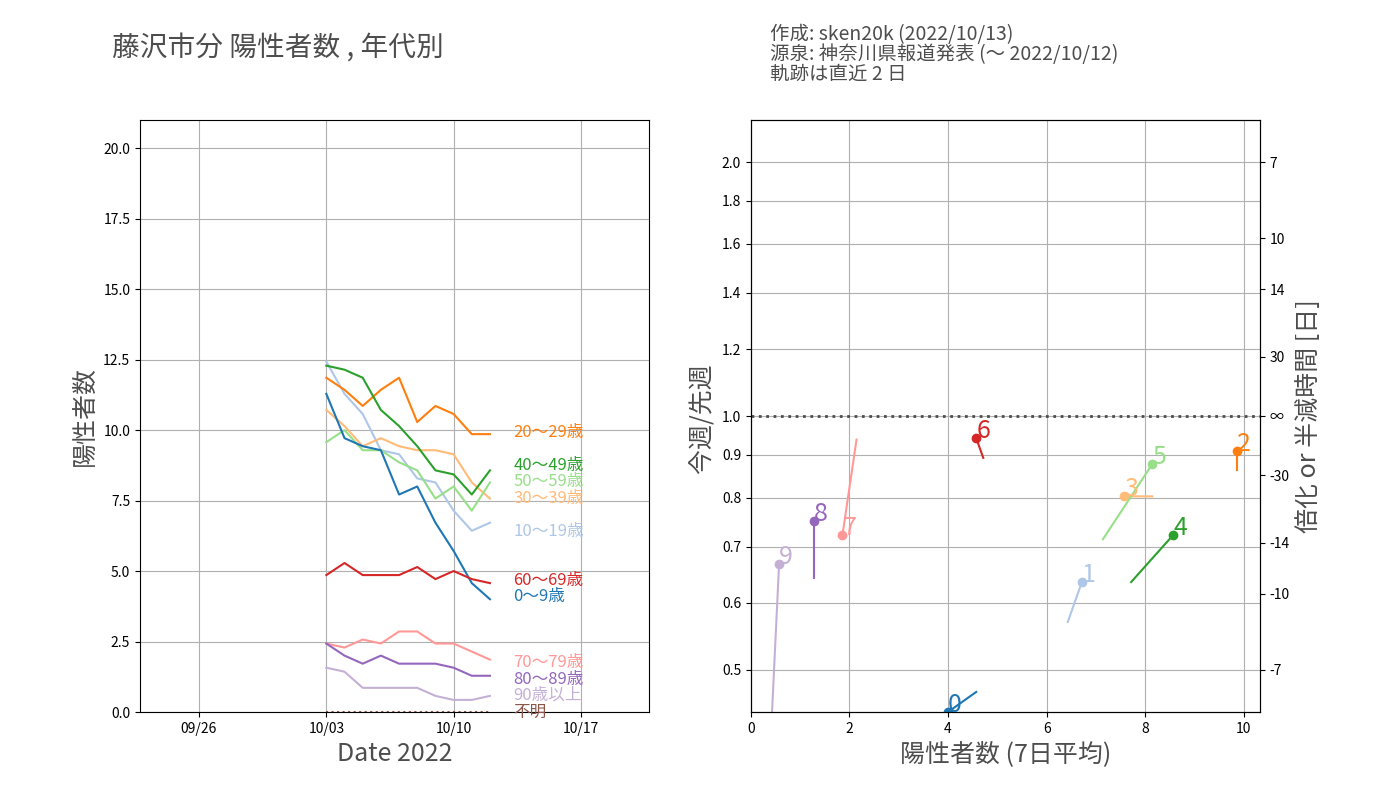 藤沢市分 陽性者数 , 年代別
作成: sken20k (2022/10/13)
源泉: 神奈川県報道発表 (〜 2022/10/12)
軌跡は直近 2 日
陽性者数
20.0
17.5
15.0
12.5
10.0
7.5
5.0
2.5
0.0
09/26
10/03
10/10
10/17
Date 2022
20〜29歳
40〜49歳
50〜59歳
30〜39歳
10〜19歳
60〜69歳
0〜9歳
70〜79歳
80〜89歳
90歳以上
不明
今週/先週
2.0
1.8
1.6
1.4
1.2
1.0
0.9
0.8
0.7
0.6
0.5
0
2
4
6
8
10
陽性者数 (7日平均)
6
2
5
3
8
7
4
9
1
0
7
10
14
30
∞
-30
-14
-10
-7
倍化 or 半減時間 [日]